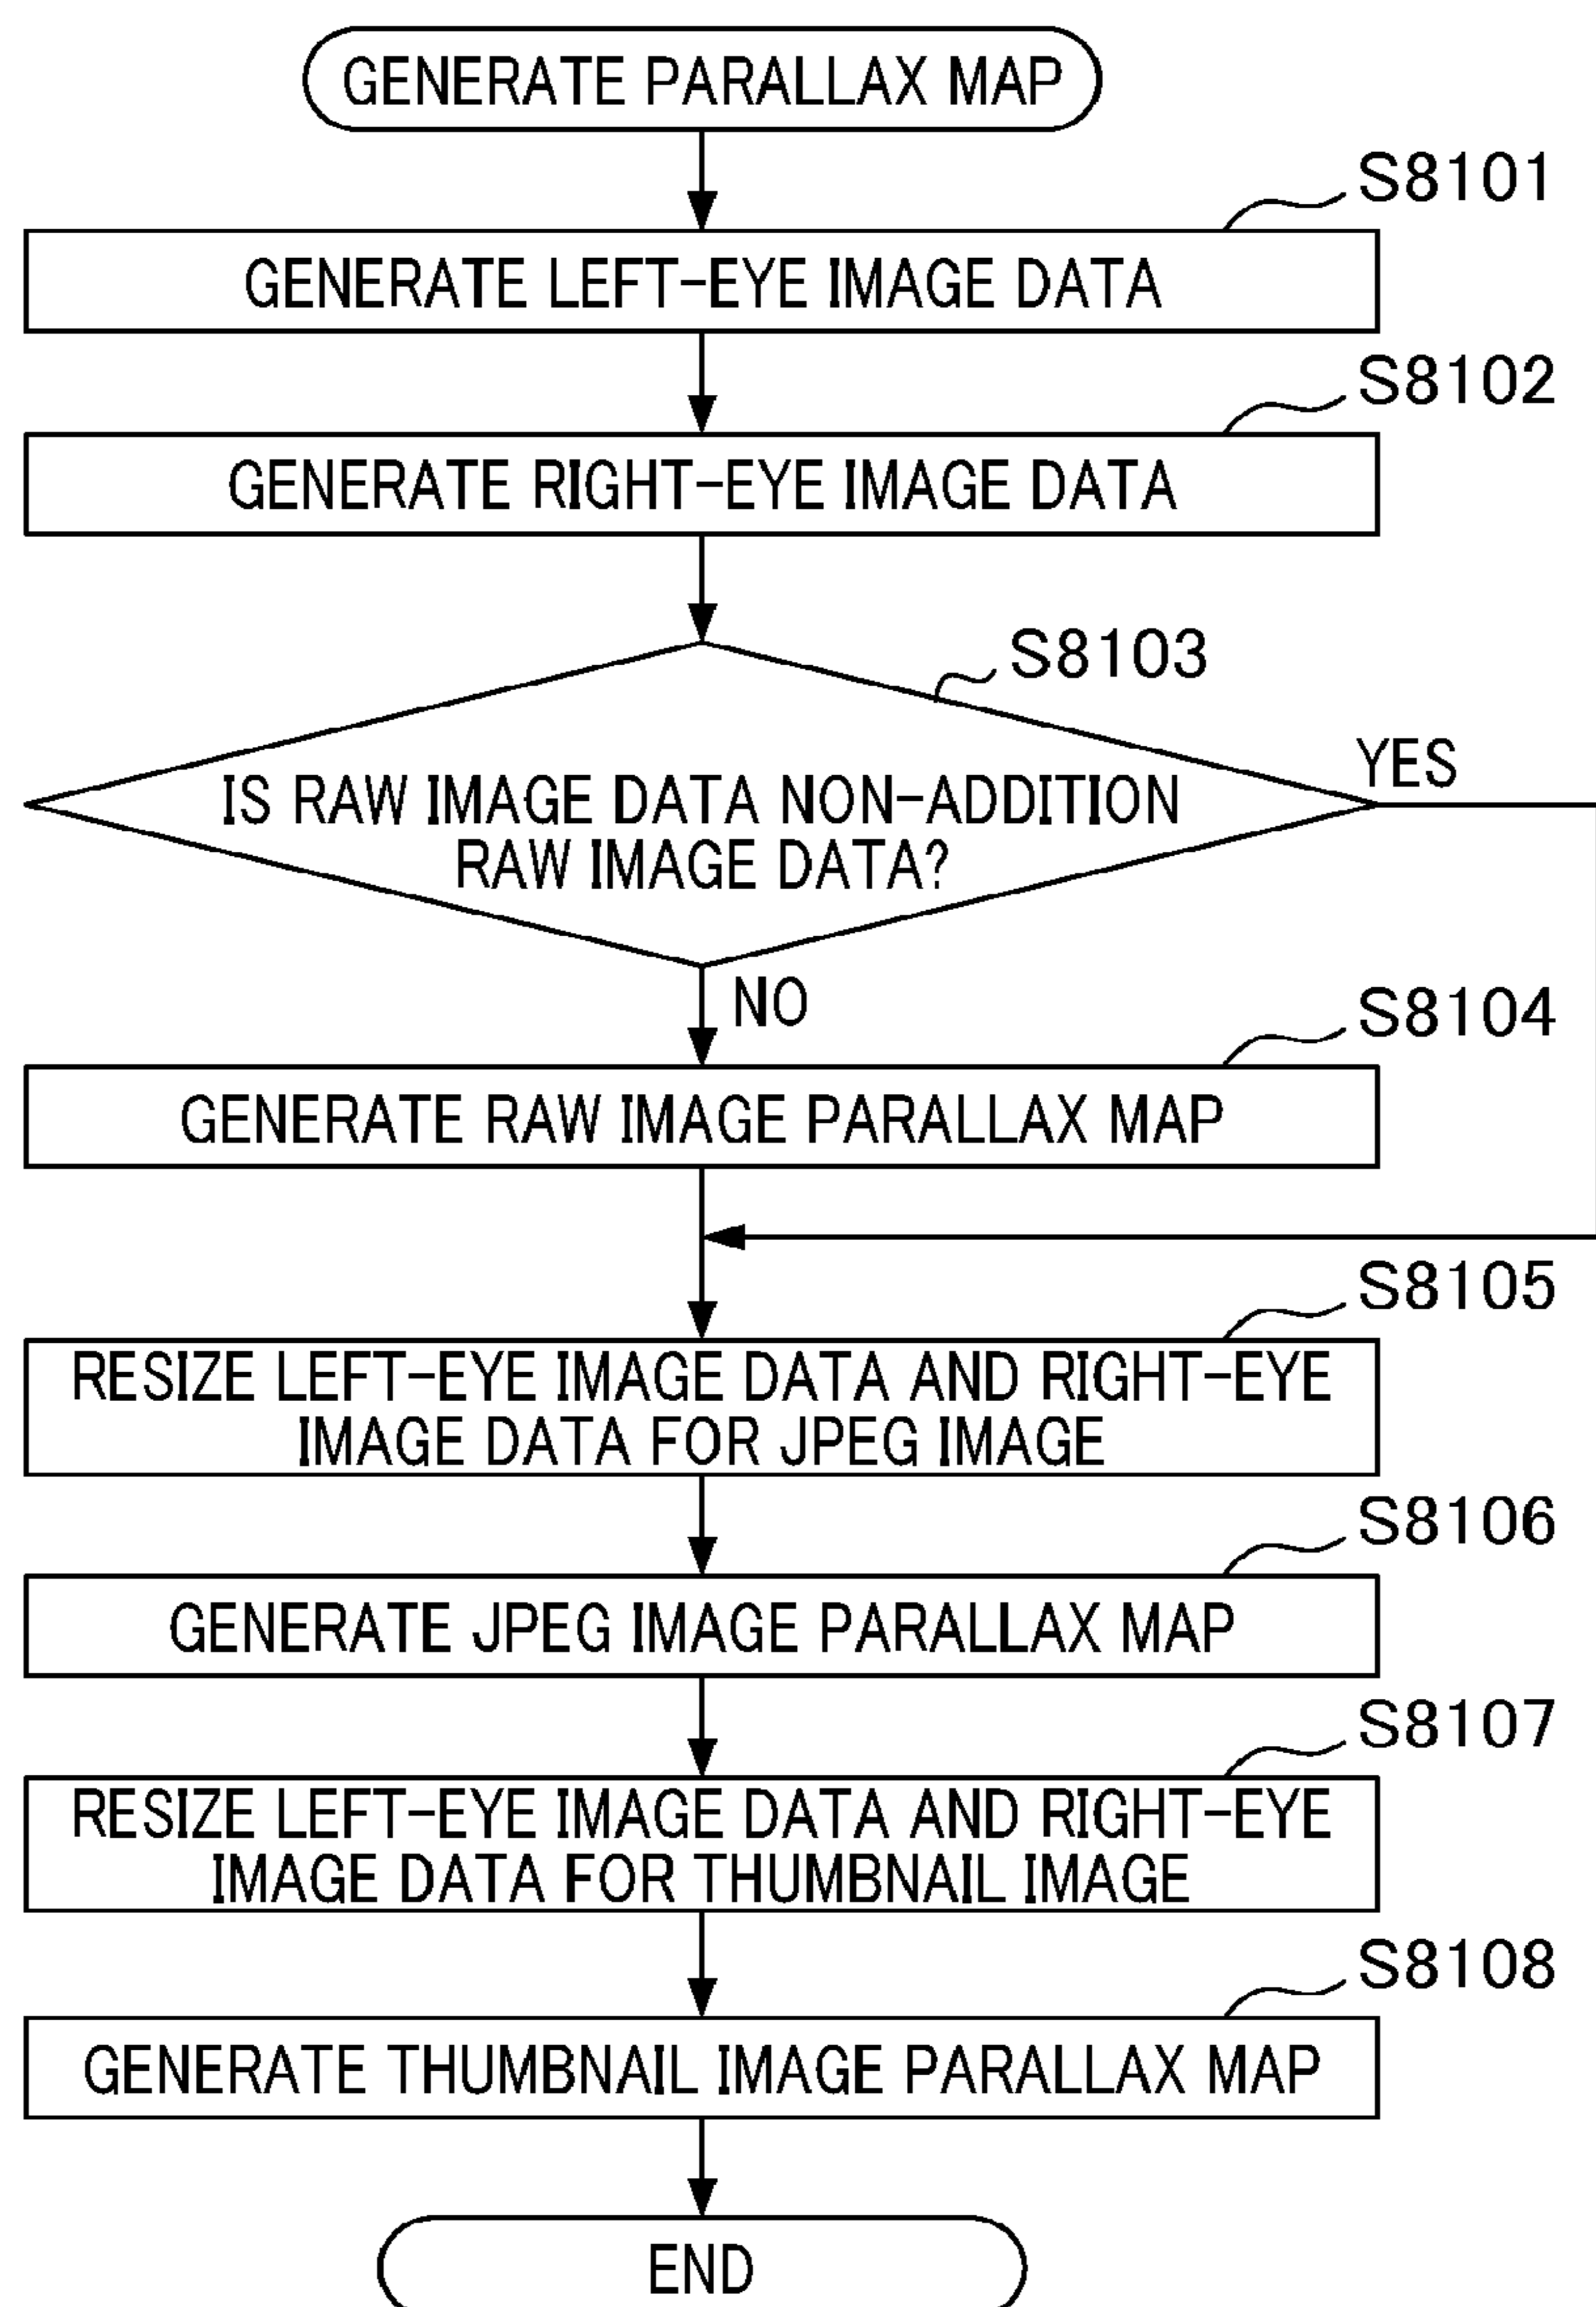 GENERATE PARALLAX MAP
S8101
GENERATE LEFT-EYE IMAGE DATA
S8102
GENERATE RIGHT-EYE IMAGE DATA
S8103
IS RAW IMAGE DATA NON-ADDITION
RAW IMAGE DATA?
YES
NO
S8104
GENERATE RAW IMAGE PARALLAX MAP
S8105
RESIZE LEFT-EYE IMAGE DATA AND RIGHT-EYE
IMAGE DATA FOR JPEG IMAGE
S8106
GENERATE JPEG IMAGE PARALLAX MAP
S8107
RESIZE LEFT-EYE IMAGE DATA AND RIGHT-EYE
IMAGE DATA FOR THUMBNAIL IMAGE
S8108
GENERATE THUMBNAIL IMAGE PARALLAX MAP
END